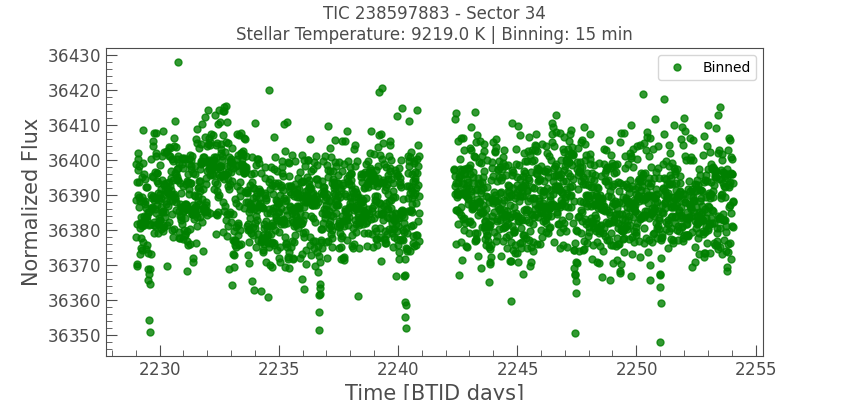 TIC 238597883 - Sector 34
Stellar Temperature: 9219.0 K | Binning: 15 min
Binned
Normalized Flux
36430
36420
36410
36400
36390
36380
36370
36360
36350
2230 2235 2240 2245 2250 2255
Time [BTJD days]